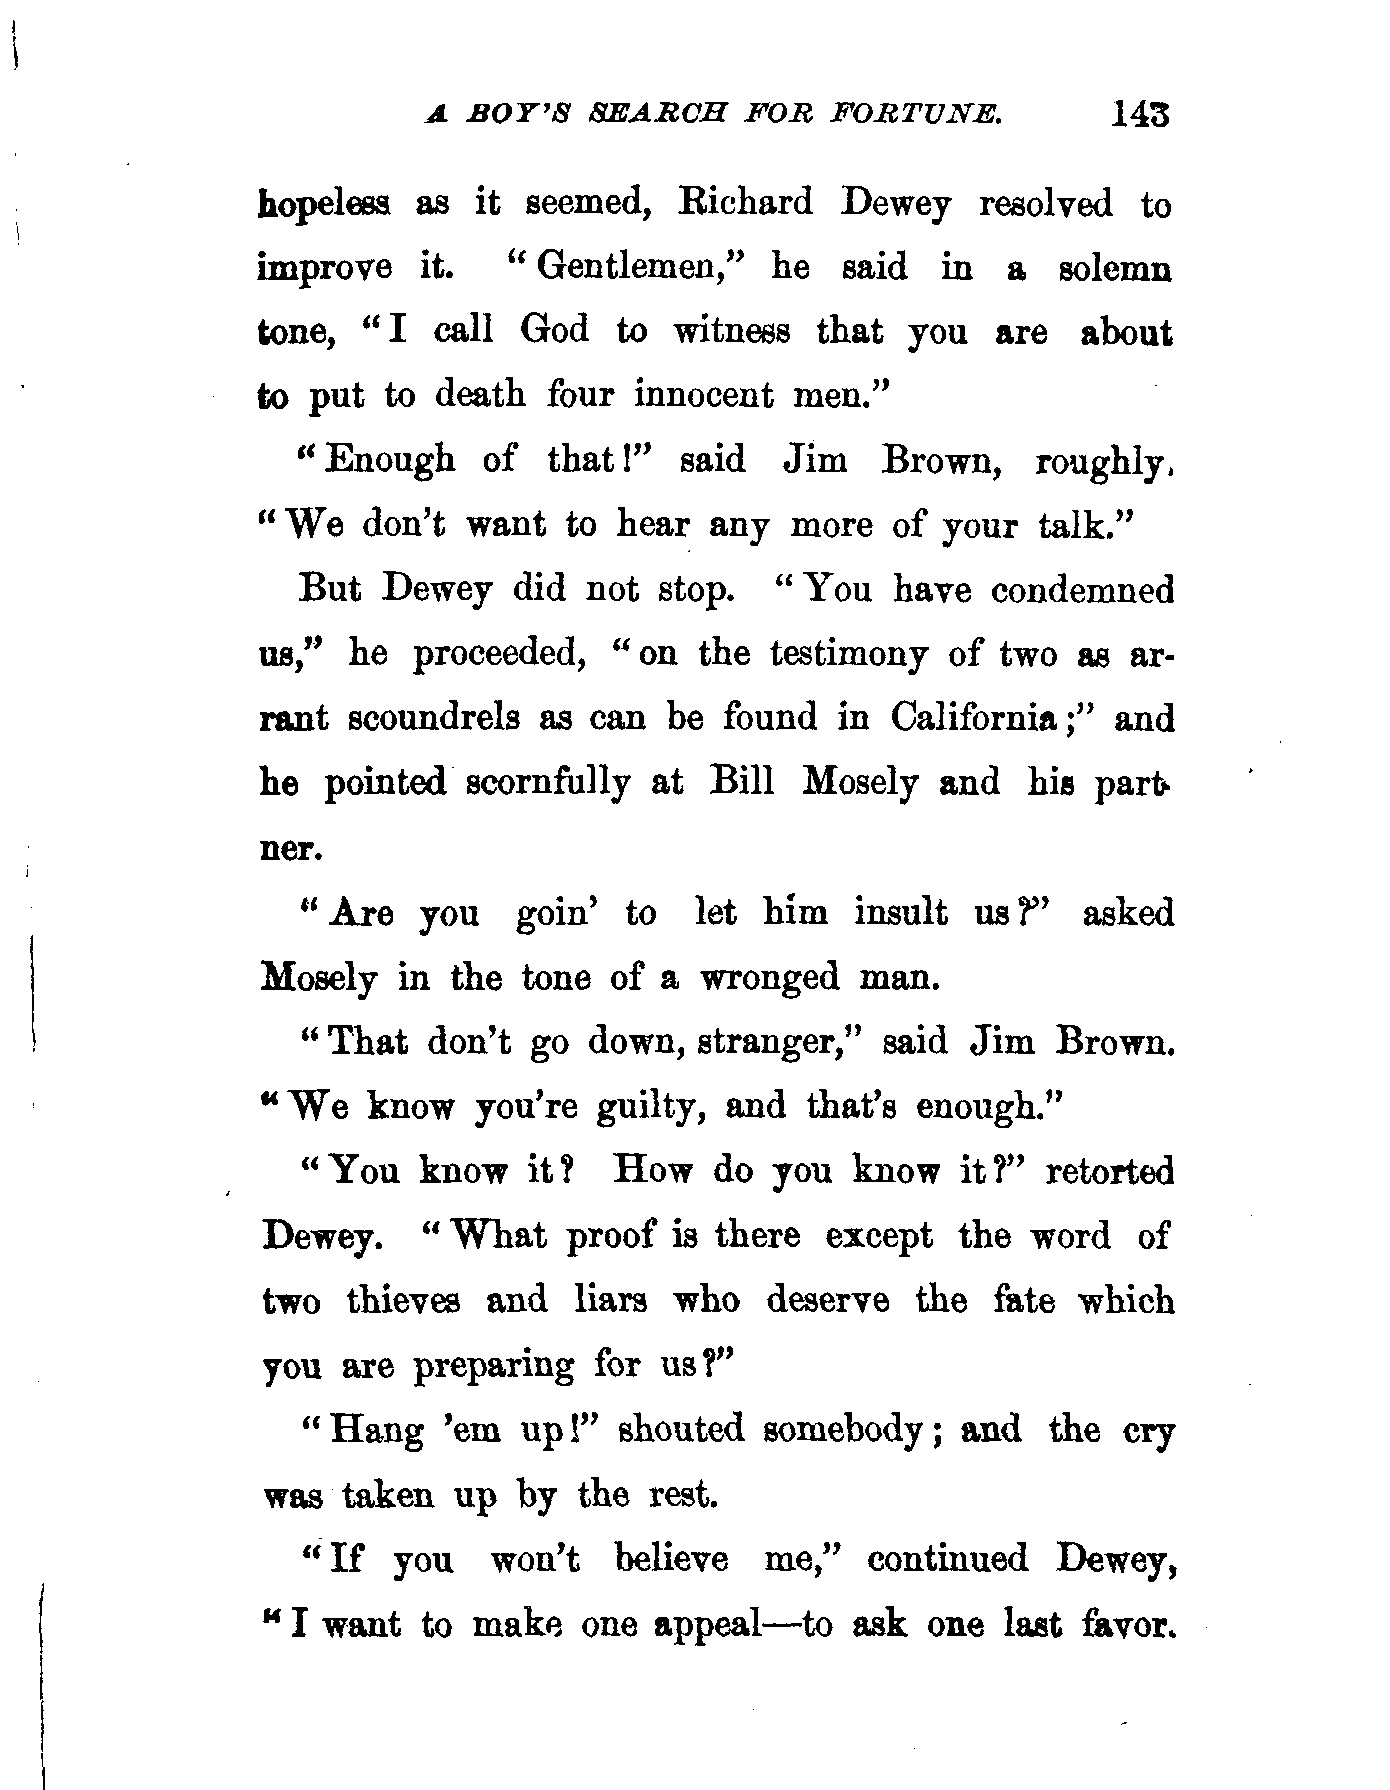 A BOY'S SEARCH FOR FORTUNE. 143
hopeless as it seemed, Richard Dewey resolved to
improve it. "Gentlemen," he said in a solemn
tone, "I call God to witness that you are about
to put to death four innocent men."
"Enough of that!" said Jim Brown, roughly.
"We don't want to hear any more of your talk."
But Dewey did not stop. "You have condemned
us," he proceeded, "on the testimony of two as ar-
rant scoundrels as can be found in California;" and
he pointed scornfully at Bill Mosely and his part-
ner.
"Are you goin' to let him insult us?" asked
Mosely in the tone of a wronged man.
"That don't go down, stranger," said Jim Brown.
"We know you're guilty, and that's enough."
"You know it? How do you know it?" retorted
Dewey. "What proof is there except the word of
two thieves and liars who deserve the fate which
you are preparing for us?"
"Hang 'em up!" shouted somebody; and the cry
was taken up by the rest.
"If you won't believe me," continued Dewey,
"I want to make one appeal—to ask one last favor.